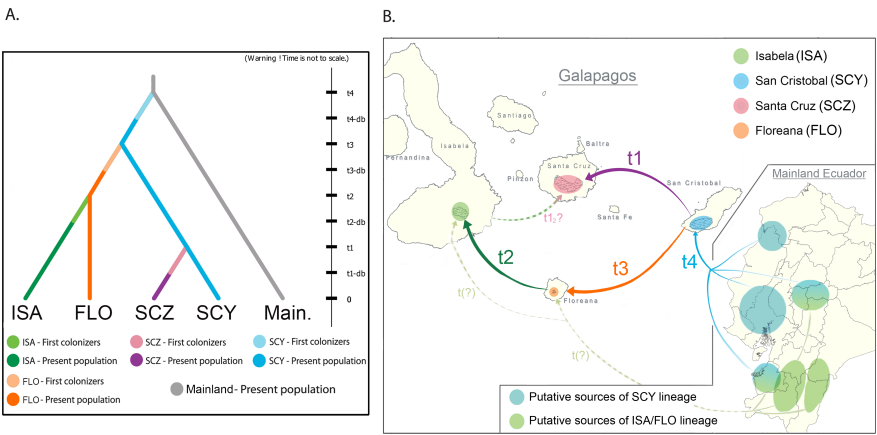 A.
(Warning ! Time is not to scale.)
t4
t4-db
t3
t3-db
t2
t2-db
t1
t1-db
0
ISA FLO SCZ SCY Main.
ISA - First colonizers
ISA - Present population
FLO - First colonizers
FLO - Present population
SCZ - First colonizers
SCZ - Present population
SCY - First colonizers
SCY - Present population
Mainland- Present population
B.
Galapagos
Isabela (ISA)
San Cristobal (SCY)
Santa Cruz (SCZ)
Floreana (FLO)
Santiago
Isabela
Baltra
Fernandina
Santa Cruz
Pinzon
t1
San Cristobal
Mainland Ecuador
Santa Fe
t1₂?
t2
t3
t4
t(?)
Floreana
t(?)
Putative sources of SCY lineage
Putative sources of ISA/FLO lineage